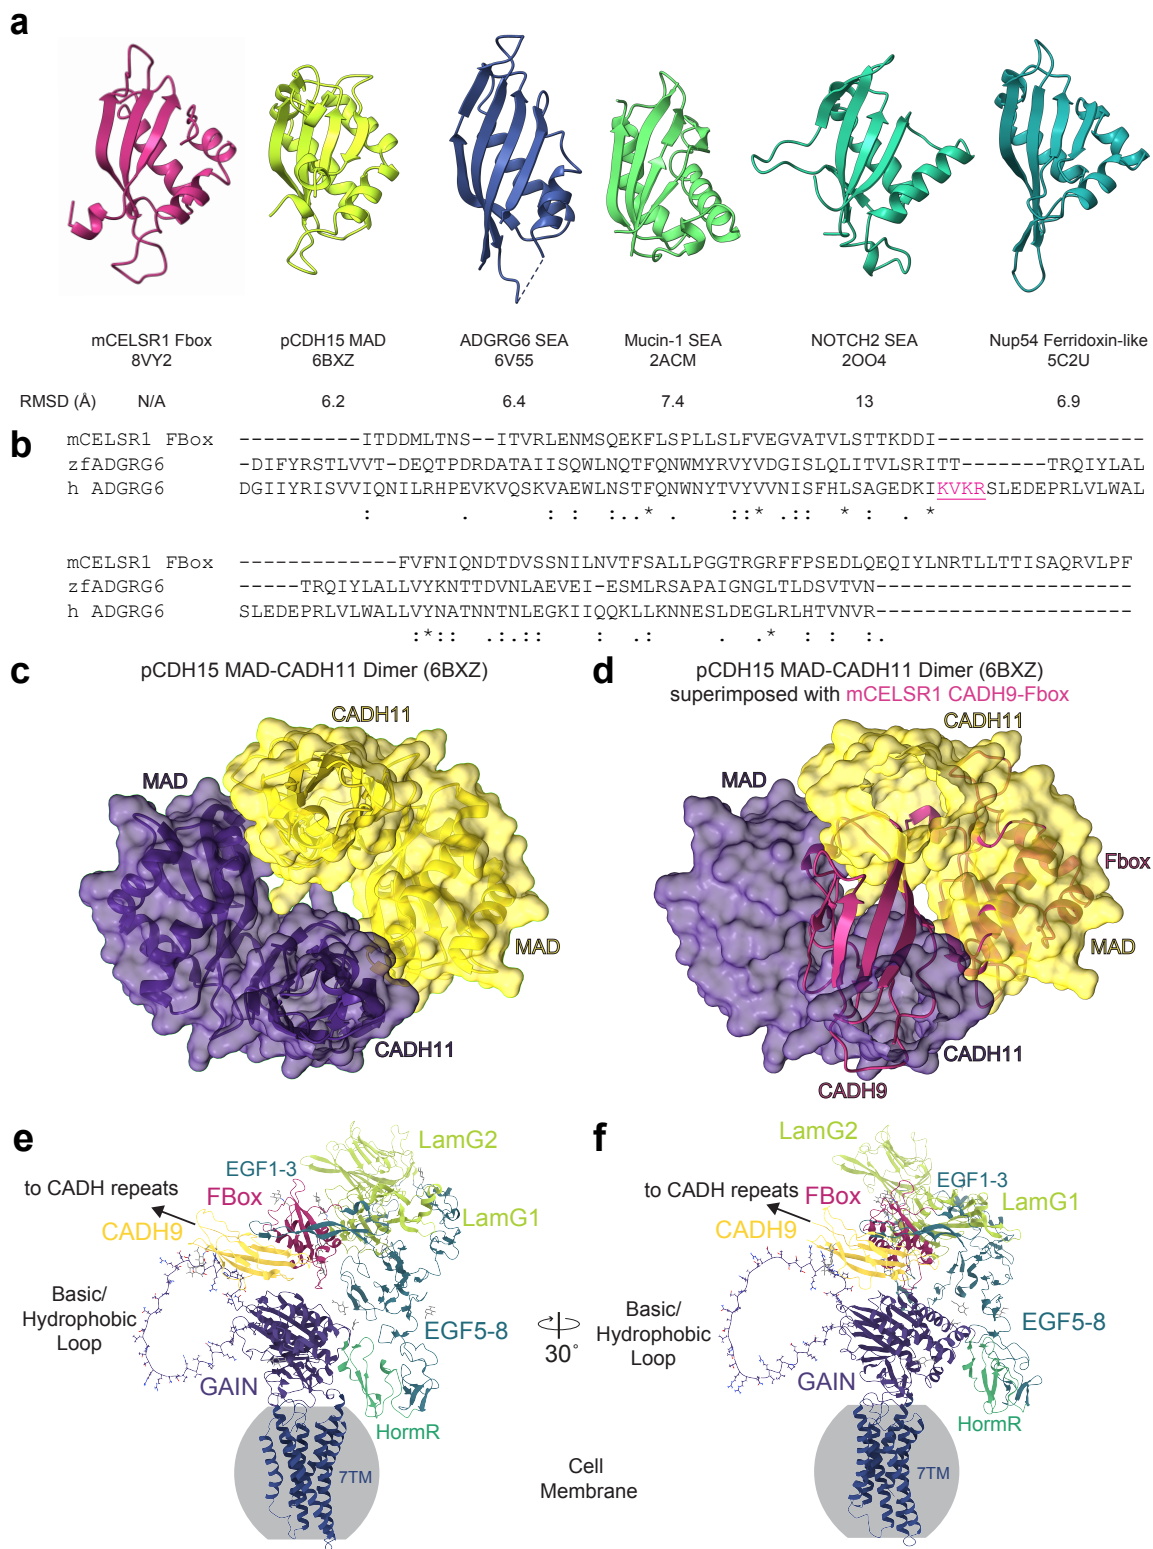 a
mCELSR1 Fbox pCDH15 MAD ADGRG6 SEA Mucin-1 SEA NOTCH2 SEA Nup54 Ferridoxin-like
8VY2 6BXZ 6V55 2ACM 2OO4 5C2U
RMSD (Å) N/A 6.2 6.4 7.4 13 6.9
b
mCELSR1 FBox ----------ITDDMLTNS--ITVRLENMSQEKFLSPLLSLFVEGVATVLSTTKDDI-----------------
zfADGRG6 -DIFYRSTLVVT-DEQTPDRDATAIISQWLNQTFQNWMYRVYVDGISLQLITVLSRITT-------TRQIYLAL
h ADGRG6 DGIIYRISVVIQNILRHPEVKVQSKVAEWLNSTFQNWNYTVYVVNISFHLSAGEDKIKVKRSLEDEPRLVLWAL
: . : :..* . ::* .:: * : . *
mCELSR1 FBox -------------FVFNIQNDTDVSSNILNVTFSALLPGGTRGRFFPSEDLQEQIYLNRTLLTTISAQRVLPF
zfADGRG6 -----TRQIYLALLVYKNTTDVNLAEVEI-ESMLRSAPAIGNGLTLDSVTVN---------------------
h ADGRG6 SLEDEPRLVLWALLVYNATNNTNLEGKIIQQKLLKNNESLDEGLRLHTVNVR---------------------
:*:: .:.:: : .: . * : : :.
c
pCDH15 MAD-CADH11 Dimer (6BXZ)
CADH11
MAD
MAD
CADH11
d
pCDH15 MAD-CADH11 Dimer (6BXZ)
superimposed with mCELSR1 CADH9-Fbox
CADH11
MAD
Fbox
MAD
CADH11
CADH9
e
LamG2
EGF1-3
to CADH repeats
FBox
LamG1
CADH9
Basic/
Hydrophobic
Loop
EGF5-8
GAIN
HormR
7TM
30°
Cell
Membrane
f
LamG2
EGF1-3
to CADH repeats
FBox
LamG1
CADH9
Basic/
Hydrophobic
Loop
EGF5-8
GAIN
HormR
7TM